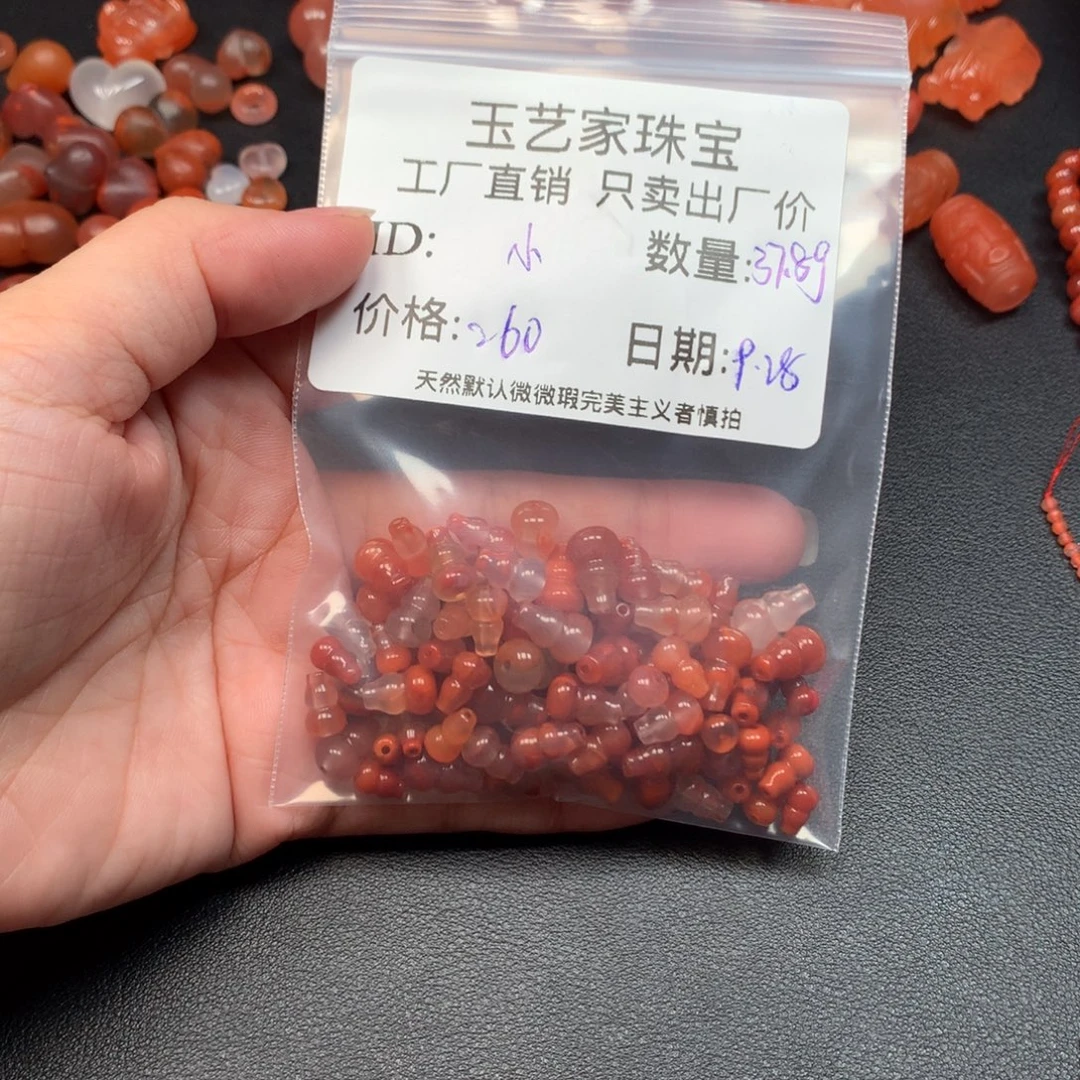 玉艺家珠宝
工厂直销 只卖出厂价
ID: 小 数量:37.8g
价格:260 日期:9.28
天然默认微微瑕完美主义者慎拍